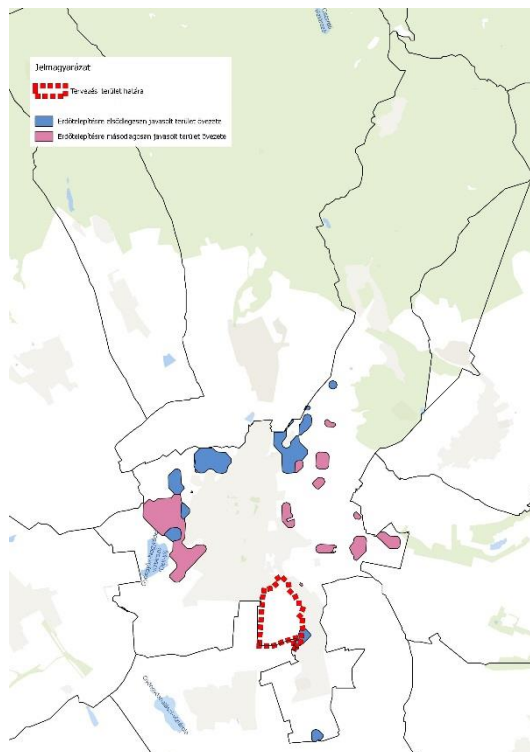 Jelmagyarázat
Tervezési terület határa
Erdőtelepítésre elsődlegesen javasolt terület övezete
Erdőtelepítésre másodlagosan javasolt terület övezete